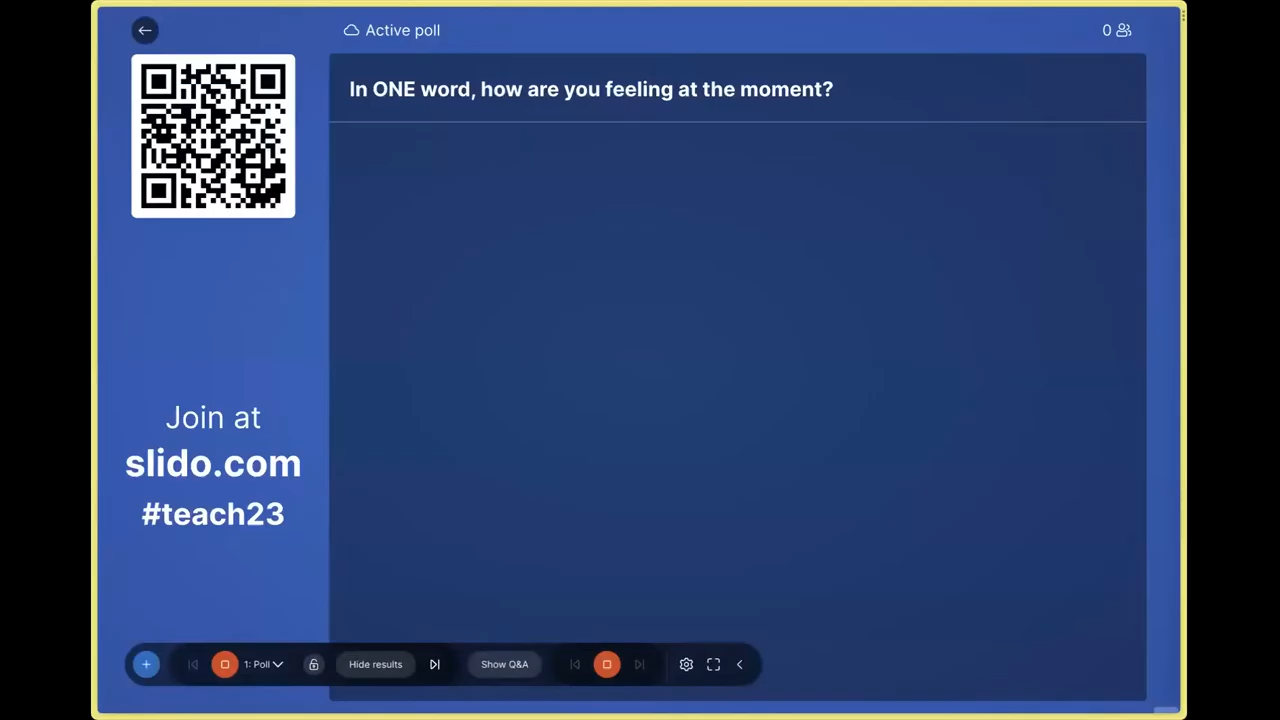 Active poll
0
In ONE word, how are you feeling at the moment?
Join at
slido.com
#teach23
1: Poll
Hide results
Show Q&A